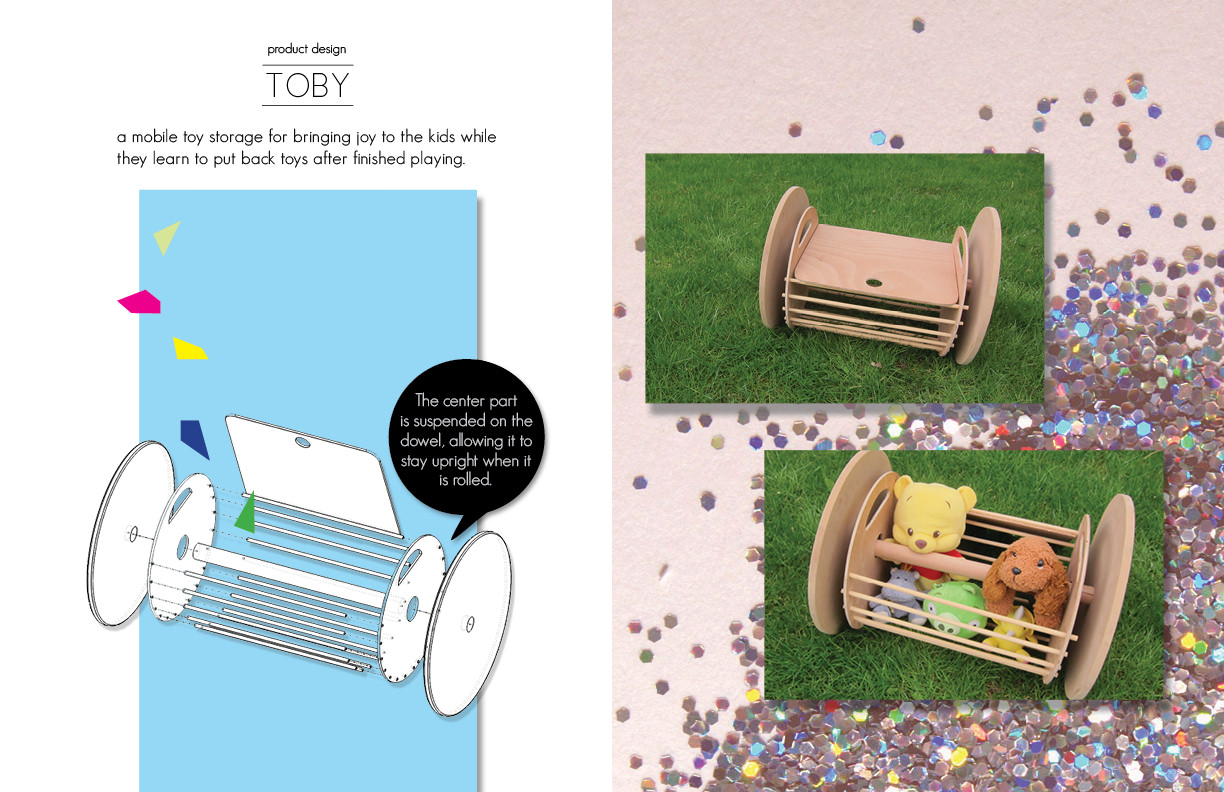 product design
TOBY
a mobile toy storage for bringing joy to the kids while
they learn to put back toys after finished playing.
The center part
is suspended on the
dowel, allowing it to
stay upright when it
is rolled.